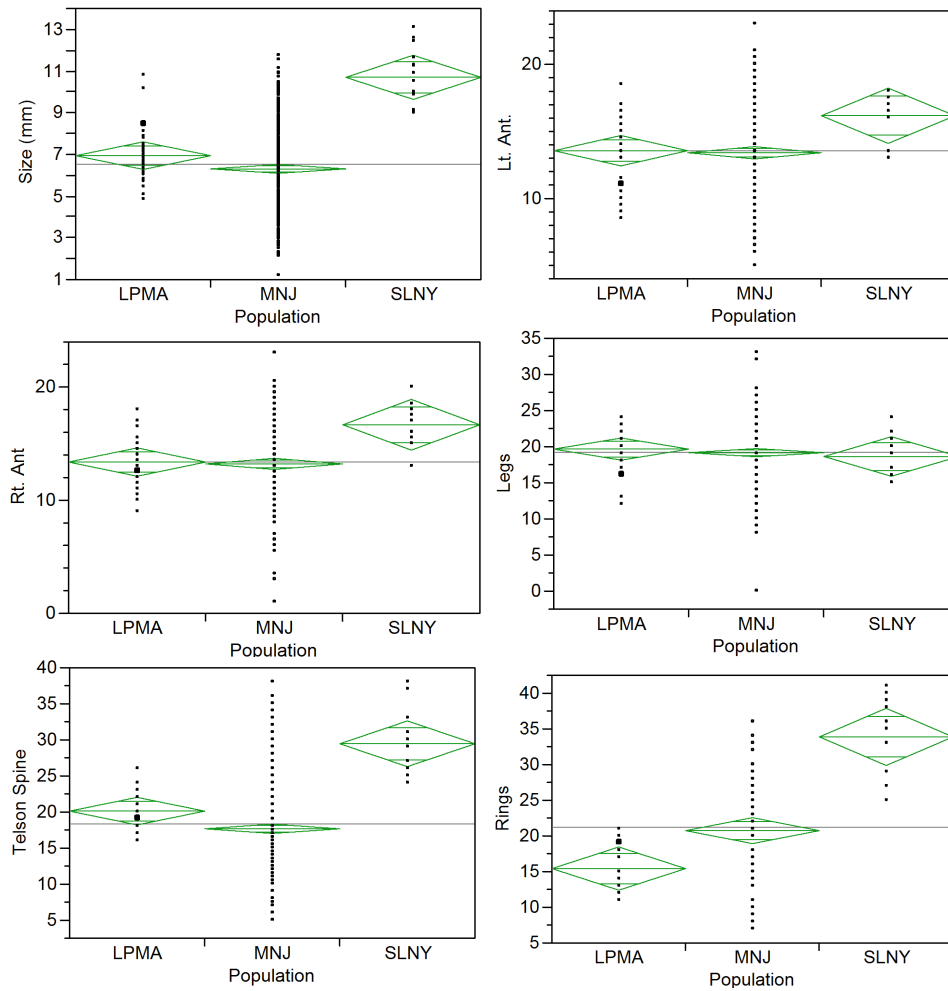 Size (mm)
13
11
9
7
5
3
1
LPMA MNJ SLNY
Population
Lt. Ant.
20
10
LPMA MNJ SLNY
Population
Rt. Ant
20
10
0
LPMA MNJ SLNY
Population
Legs
35
30
25
20
15
10
5
0
LPMA MNJ SLNY
Population
Telson Spine
40
35
30
25
20
15
10
5
LPMA MNJ SLNY
Population
Rings
40
35
30
25
20
15
10
5
LPMA MNJ SLNY
Population